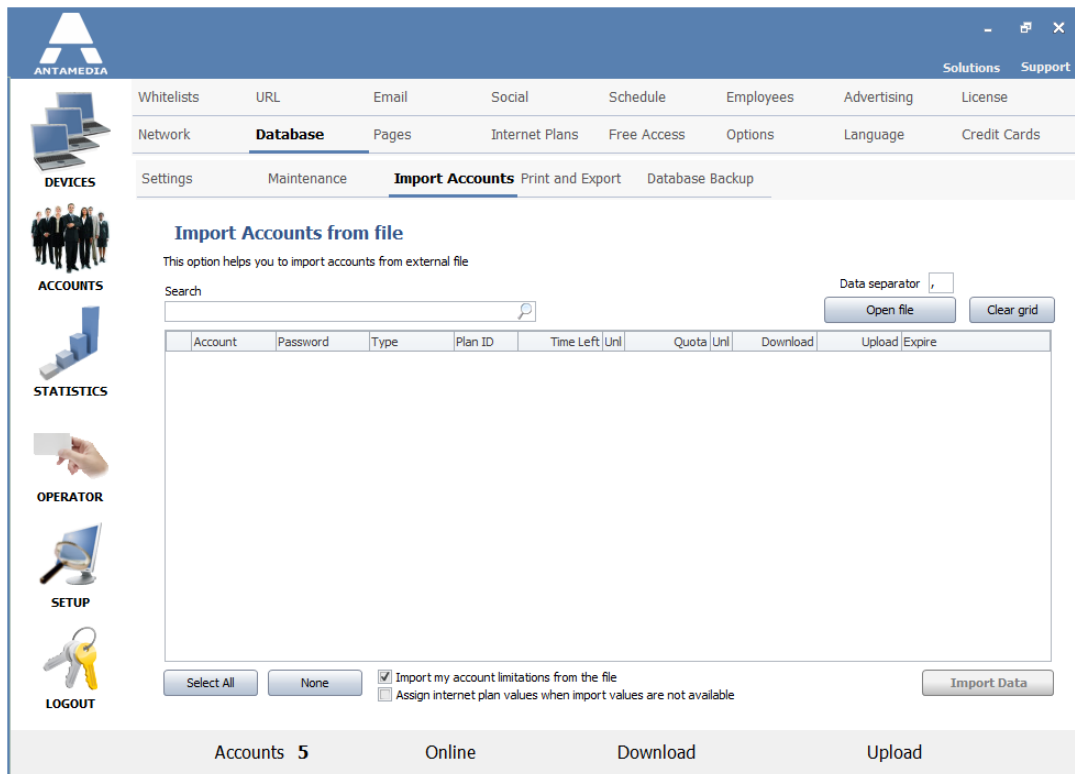 ANTAMEDIA
Solutions Support
Whitelists URL Email Social Schedule Employees Advertising License
Network Database Pages Internet Plans Free Access Options Language Credit Cards
Settings Maintenance Import Accounts Print and Export Database Backup
DEVICES
ACCOUNTS
STATISTICS
OPERATOR
SETUP
LOGOUT
Import Accounts from file
This option helps you to import accounts from external file
Data separator ,
Search
Open file Clear grid
Account Password Type Plan ID Time Left Unl Quota Unl Download Upload Expire
Select All None
Import my account limitations from the file
Assign internet plan values when import values are not available
Import Data
Accounts 5 Online Download Upload